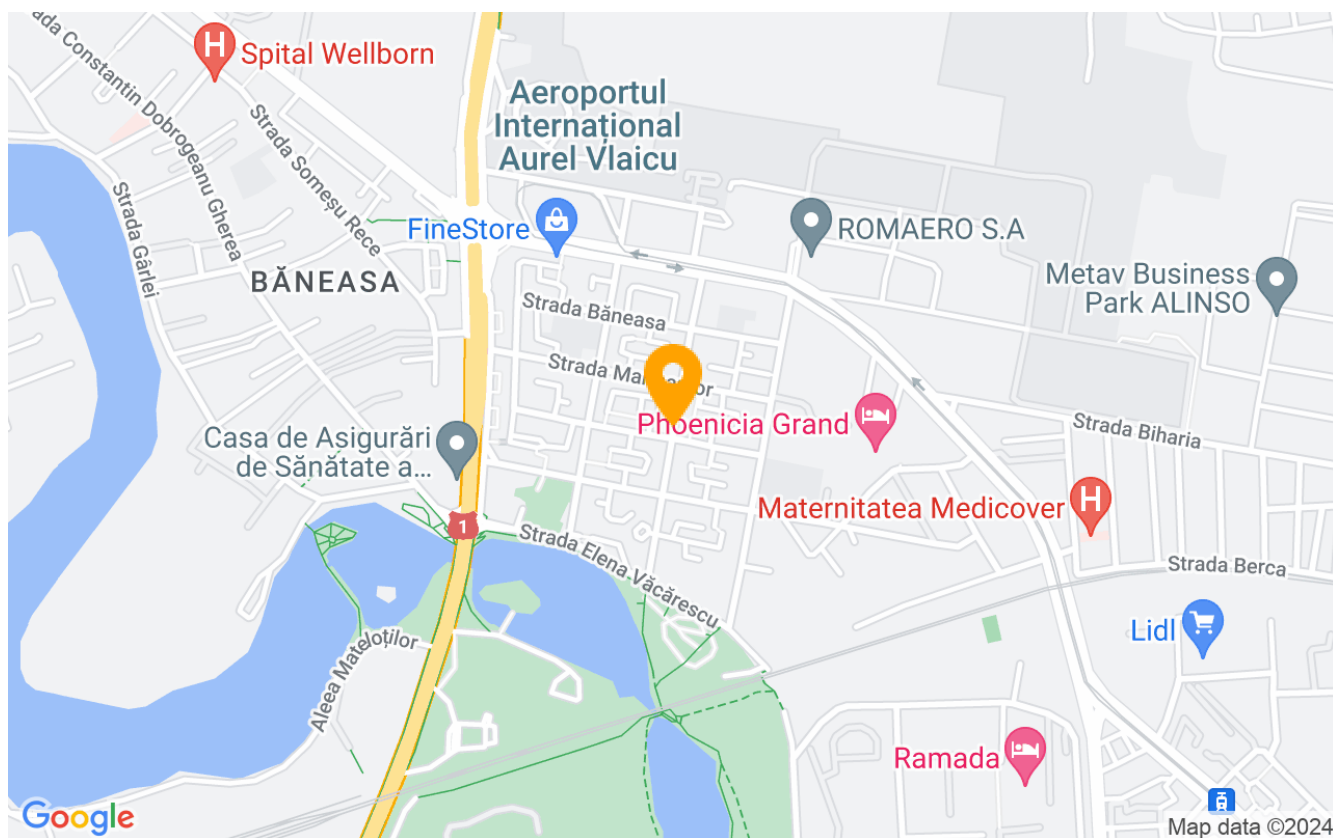 Spital Wellborn
Strada Constantin Dobrogeanu Gherea
Strada Someșu Rece
Strada Gârlei
Aeroportul
Internațional
Aurel Vlaicu
FineStore
ROMAERO S.A
BĂNEASA
Metav Business
Park ALINSO
Strada Băneasa
Strada
Phoenicia Grand
Strada Biharia
Casa de Asigurări
de Sănătate a...
Maternitatea Medicover
1
Strada Elena Văcărescu
Strada Berca
Lidl
Aleea Mateloților
Ramada
Google
Map data ©2024